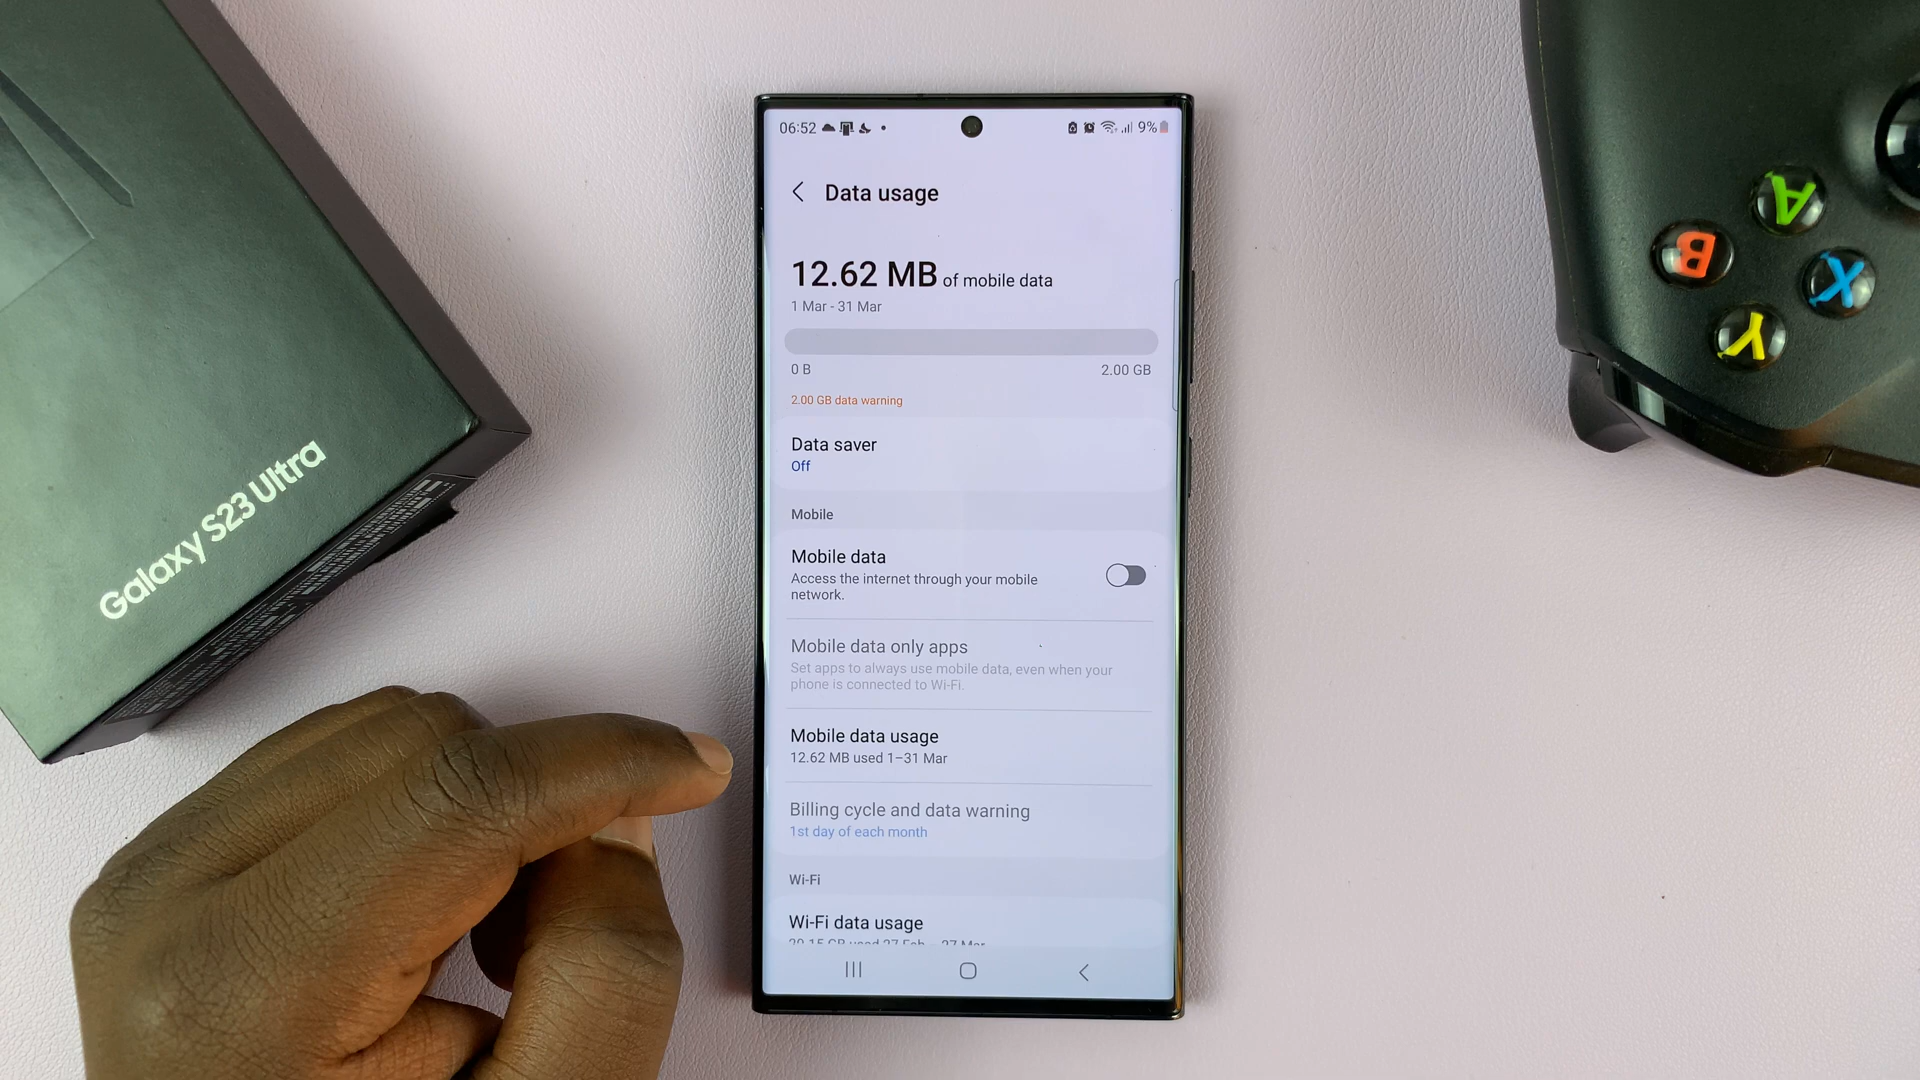 Galaxy S23 Ultra
06:52
9%
Data usage
12.62 MB of mobile data
1 Mar - 31 Mar
0 B
2.00 GB
2.00 GB data warning
Data saver
Off
Mobile
Mobile data
Access the internet through your mobile
network.
Mobile data only apps
Set apps to always use mobile data, even when your
phone is connected to Wi-Fi.
Mobile data usage
12.62 MB used 1–31 Mar
Billing cycle and data warning
1st day of each month
Wi-Fi
Wi-Fi data usage
A
B
X
Y